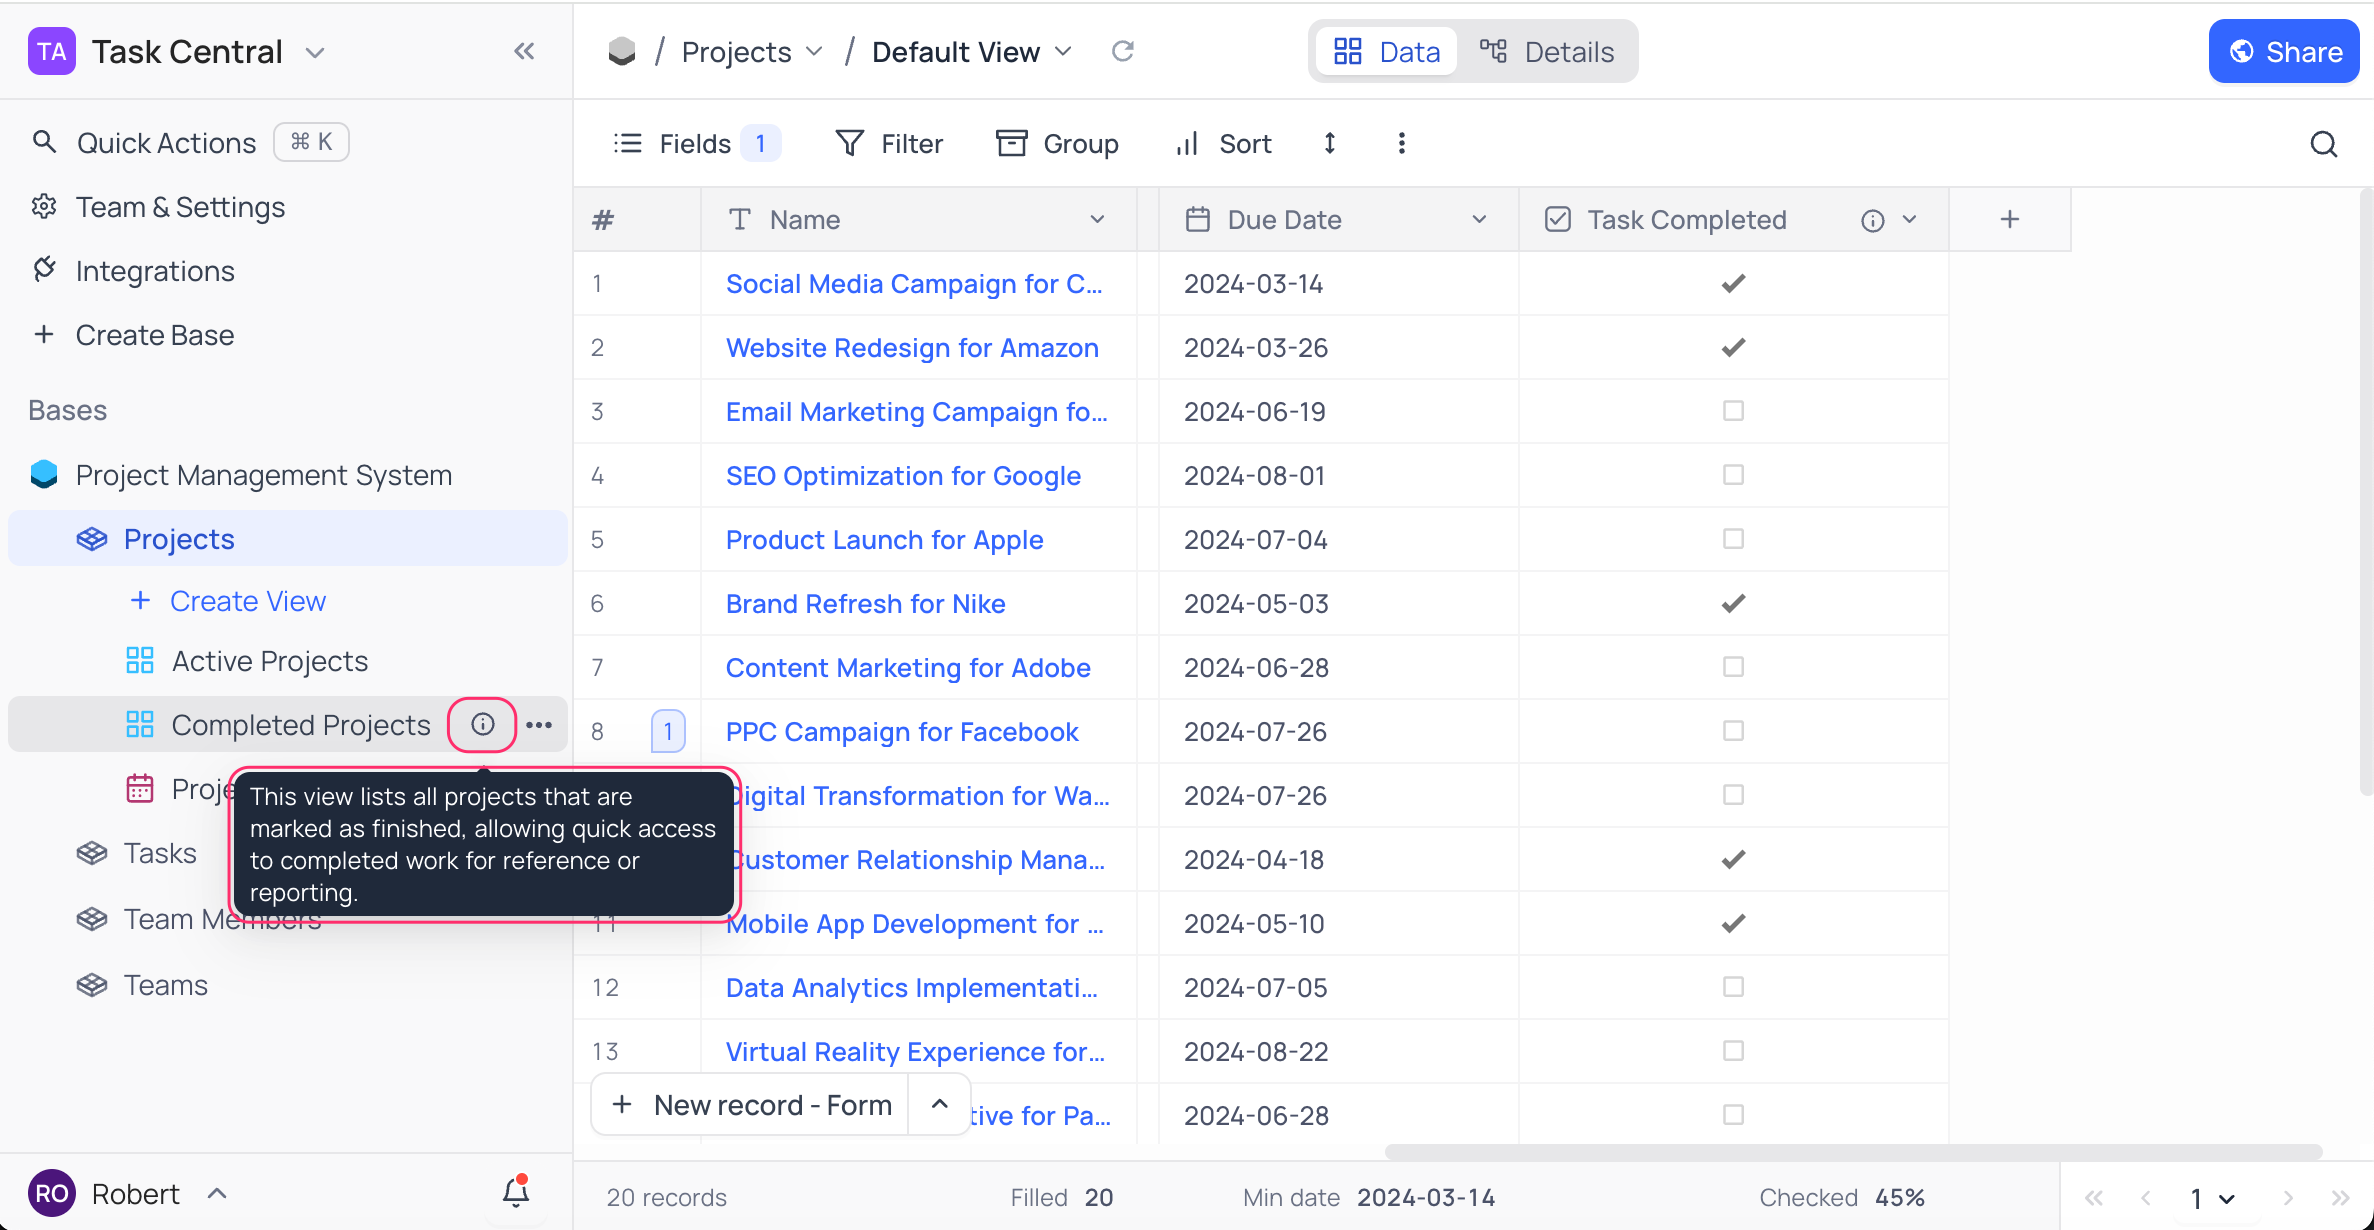 TA Task Central
/ Projects / Default View
Data Details
Share
Quick Actions ⌘ K
Team & Settings
Integrations
+ Create Base
Bases
Project Management System
Projects
+ Create View
Active Projects
Completed Projects
Proje
This view lists all projects that are
marked as finished, allowing quick access
to completed work for reference or
reporting.
Tasks
Team Members
Teams
RO Robert
Fields 1 Filter Group Sort
# Name Due Date Task Completed +
1 Social Media Campaign for C... 2024-03-14
2 Website Redesign for Amazon 2024-03-26
3 Email Marketing Campaign fo... 2024-06-19
4 SEO Optimization for Google 2024-08-01
5 Product Launch for Apple 2024-07-04
6 Brand Refresh for Nike 2024-05-03
7 Content Marketing for Adobe 2024-06-28
8 1 PPC Campaign for Facebook 2024-07-26
Digital Transformation for Wa... 2024-07-26
Customer Relationship Mana... 2024-04-18
11 Mobile App Development for ... 2024-05-10
12 Data Analytics Implementati... 2024-07-05
13 Virtual Reality Experience for... 2024-08-22
tive for Pa... 2024-06-28
+ New record - Form
20 records Filled 20 Min date 2024-03-14 Checked 45%
1